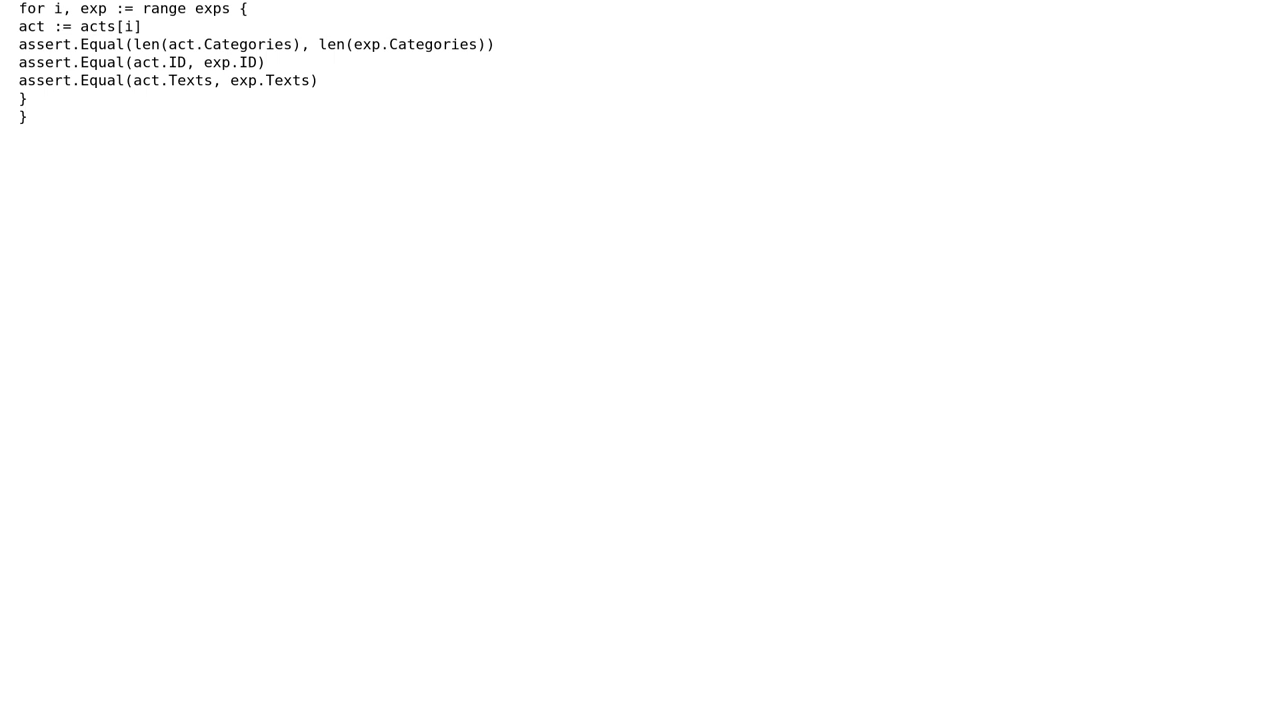 for i, exp := range exps {
act := acts[i]
assert.Equal(len(act.Categories), len(exp.Categories))
assert.Equal(act.ID, exp.ID)
assert.Equal(act.Texts, exp.Texts)
}
}